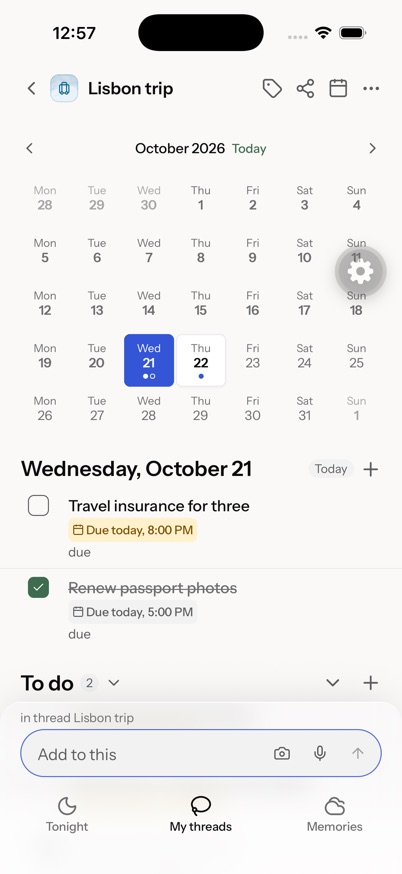 12:57
Lisbon trip
October 2026 Today
Mon Tue Wed Thu Fri Sat Sun
28 29 30 1 2 3 4
Mon Tue Wed Thu Fri Sat Sun
5 6 7 8 9 10 11
Mon Tue Wed Thu Fri Sat Sun
12 13 14 15 16 17 18
Mon Tue Wed Thu Fri Sat Sun
19 20 21 22 23 24 25
Mon Tue Wed Thu Fri Sat Sun
26 27 28 29 30 31 1
Wednesday, October 21 Today
Travel insurance for three
Due today, 8:00 PM
due
Renew passport photos
Due today, 5:00 PM
due
To do 2
in thread Lisbon trip
Add to this
Tonight My threads Memories